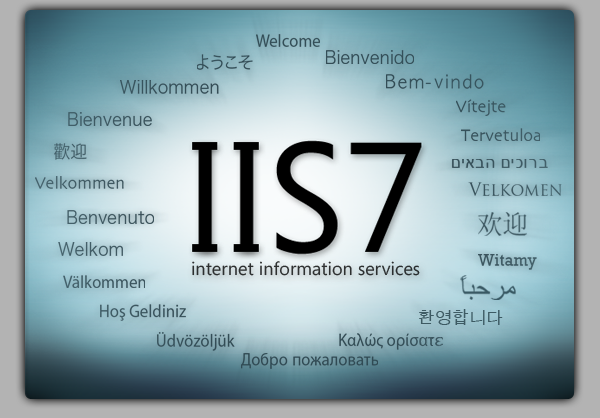 Welcome
ようこそ
Bienvenido
Willkommen
Bem-vindo
Bienvenue
Vítejte
歡迎
Tervetuloa
Velkommen
ברוכים הבאים
VELKOMEN
IIS7
internet information services
Benvenuto
欢迎
Welkom
Witamy
Välkommen
مرحباً
Hoş Geldiniz
환영합니다
Üdvözöljük
Καλώς ορίσατε
Добро пожаловать